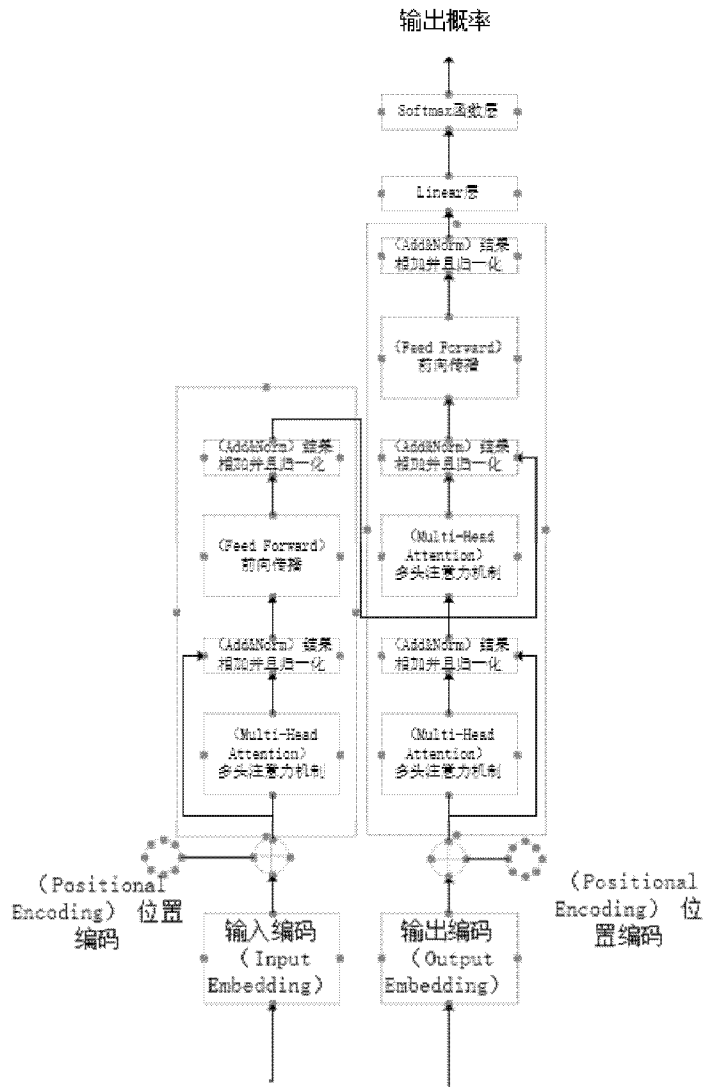 输出概率
Softmax函数层
Linear层
(Add&Norm) 结果
相加并且归一化
(Feed Forward)
前向传播
(Add&Norm) 结果
相加并且归一化
(Multi-Head
Attention)
多头注意力机制
(Add&Norm) 结果
相加并且归一化
(Multi-Head
Attention)
多头注意力机制
(Add&Norm) 结果
相加并且归一化
(Feed Forward)
前向传播
(Add&Norm) 结果
相加并且归一化
(Multi-Head
Attention)
多头注意力机制
(Positional
Encoding) 位置
编码
(Positional
Encoding) 位
置编码
输入编码
(Input
Embedding)
输出编码
(Output
Embedding)